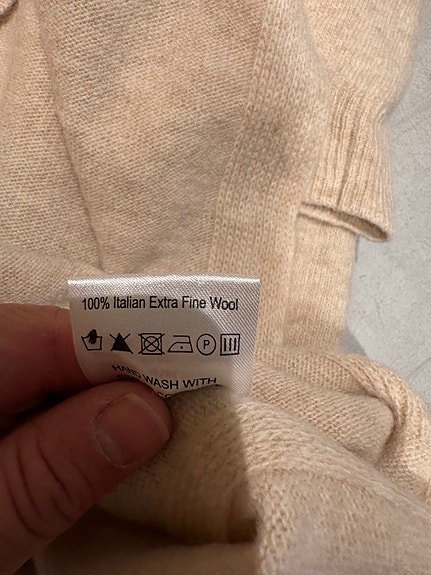 100% Italian Extra Fine Wool
P
HAND WASH WITH